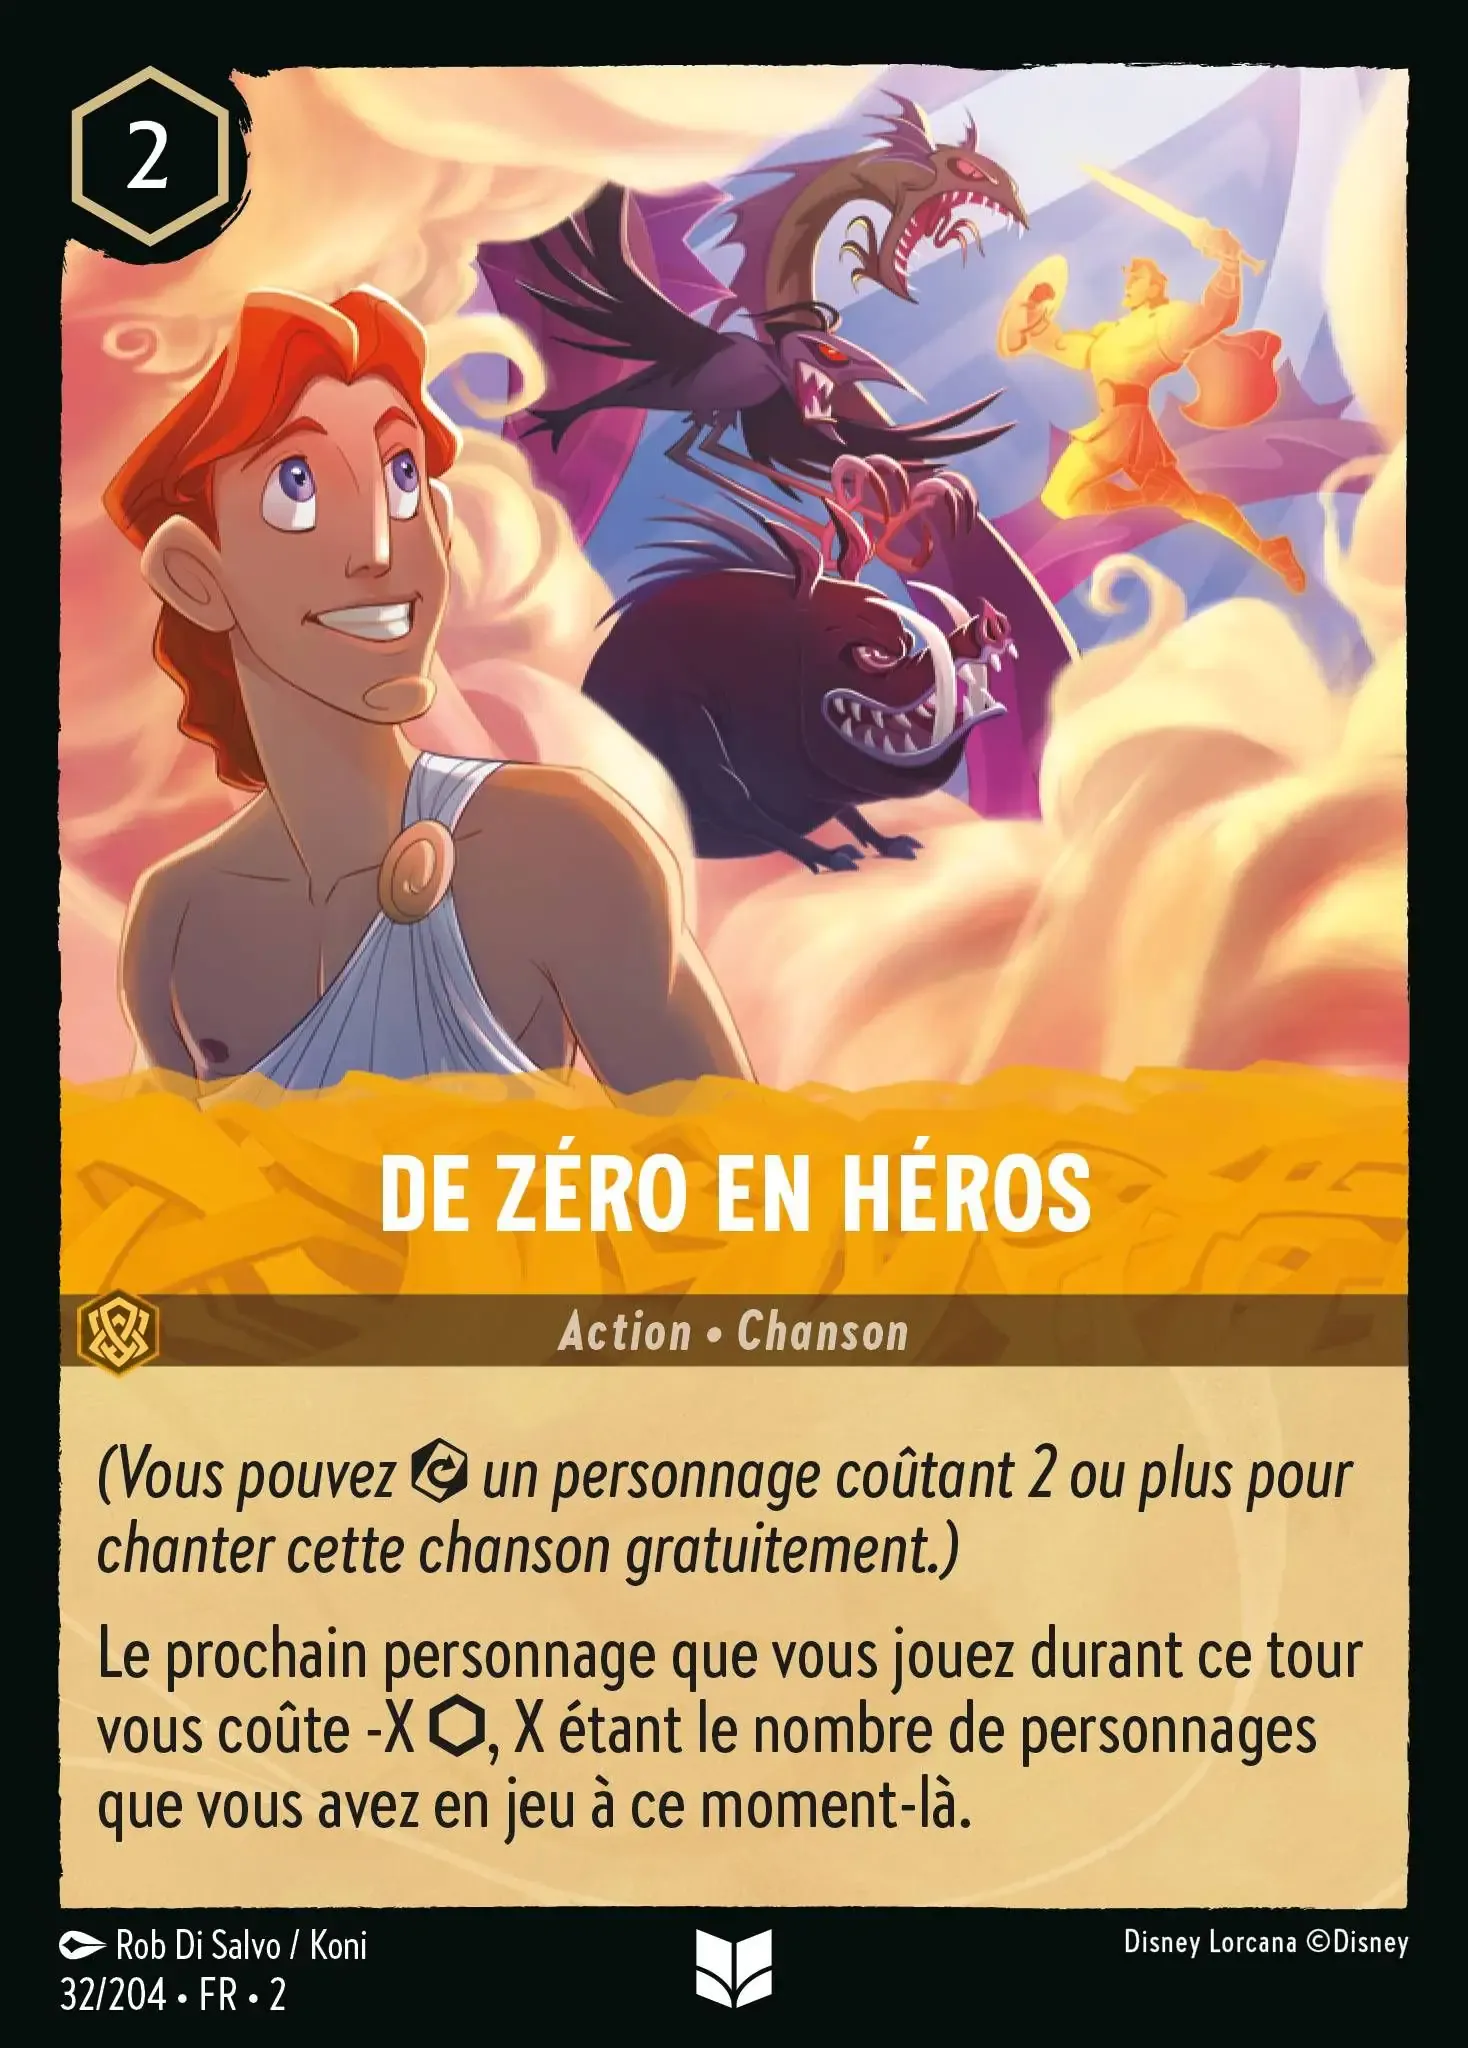 2
DE ZÉRO EN HÉROS
Action • Chanson
(Vous pouvez un personnage coûtant 2 ou plus pour
chanter cette chanson gratuitement.)
Le prochain personnage que vous jouez durant ce tour
vous coûte -X , X étant le nombre de personnages
que vous avez en jeu à ce moment-là.
Rob Di Salvo / Koni
Disney Lorcana ©Disney
32/204 • FR • 2